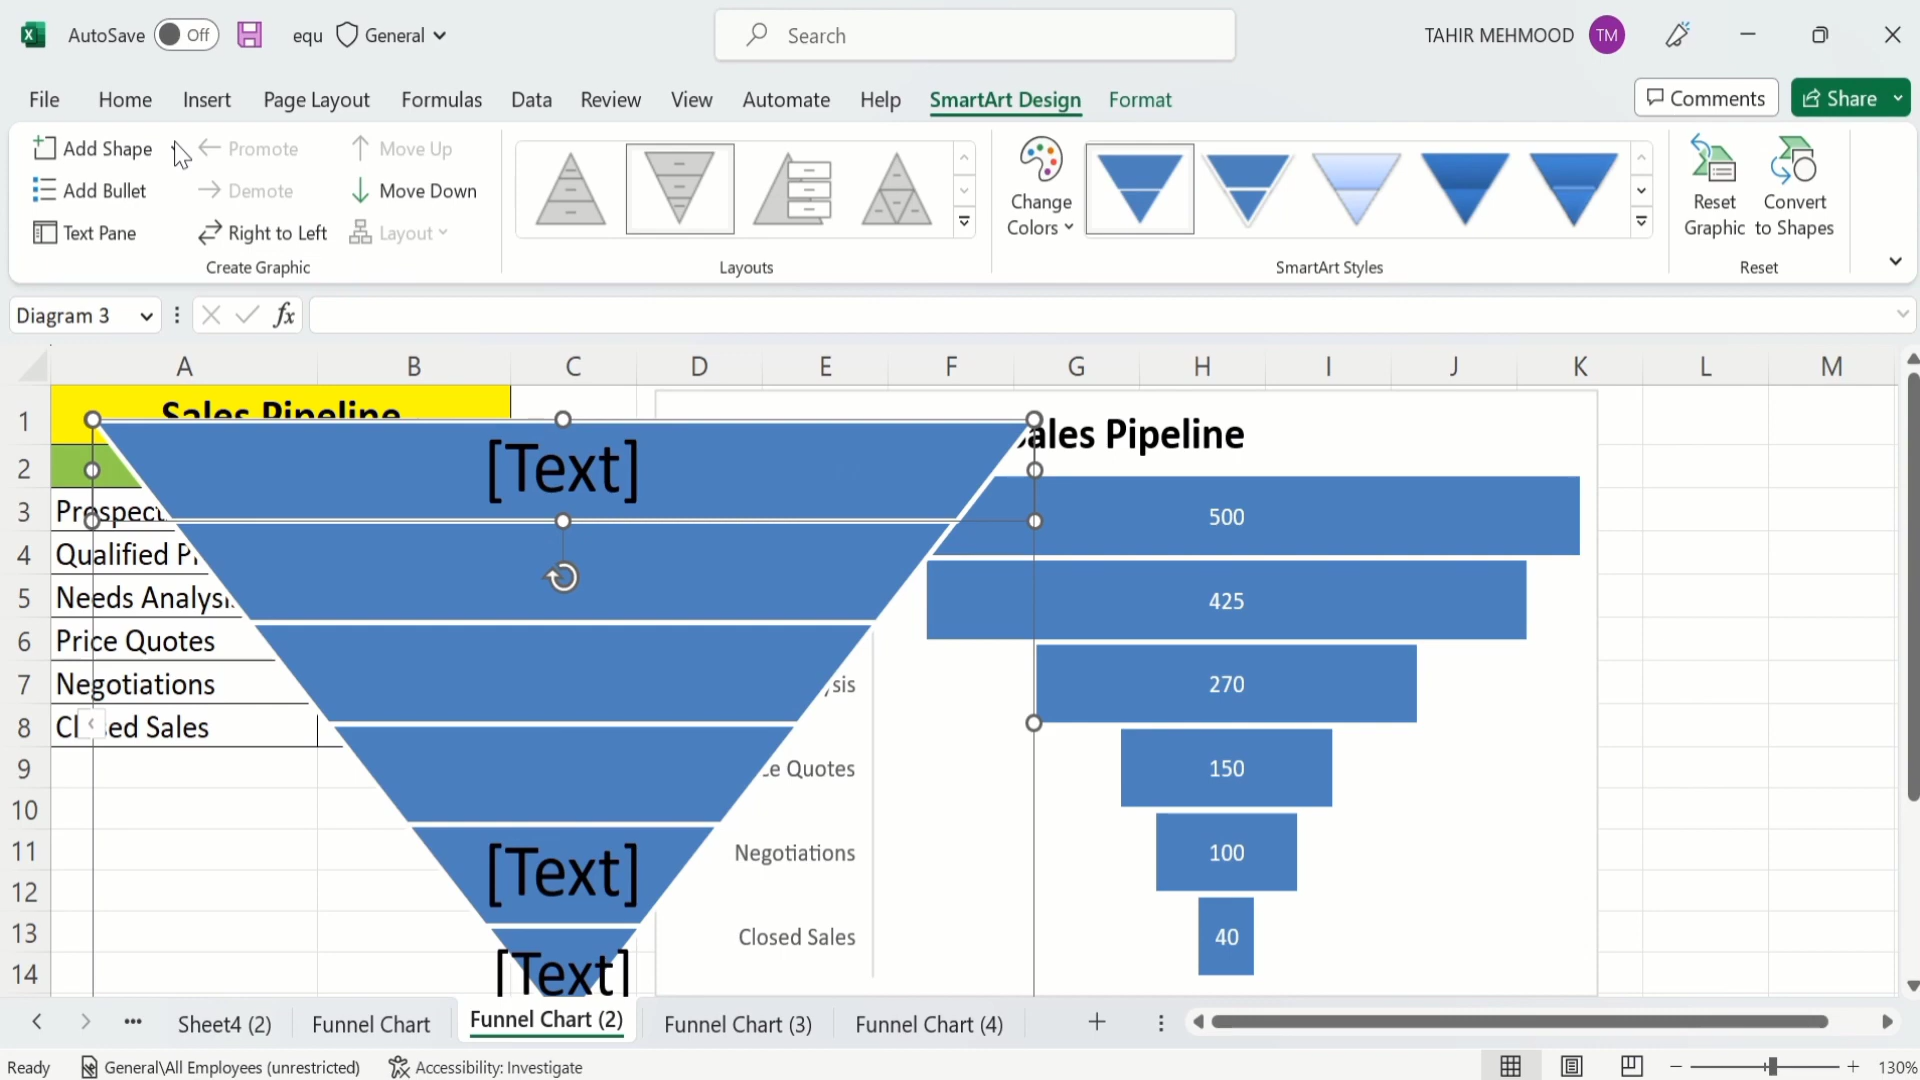 AutoSave Off equ General Search TAHIR MEHMOOD TM
File Home Insert Page Layout Formulas Data Review View Automate Help SmartArt Design Format Comments Share
Add Shape Promote Move Up
Add Bullet Demote Move Down
Text Pane Right to Left Layout
Create Graphic
Layouts
Change
Colors
SmartArt Styles
Reset
Graphic
Convert
to Shapes
Reset
Diagram 3 fx
A B C D E F G H I J K L M
1 Sales Pipeline
2
3 Prospect
4 Qualified P
5 Needs Analysi
6 Price Quotes
7 Negotiations
8 Cl ed Sales
9
10
11
12
13
14
[Text]
[Text]
[Text]
ales Pipeline
500
425
ysis 270
ce Quotes 150
Negotiations 100
Closed Sales 40
Sheet4 (2) Funnel Chart Funnel Chart (2) Funnel Chart (3) Funnel Chart (4)
Ready General\All Employees (unrestricted) Accessibility: Investigate 130%